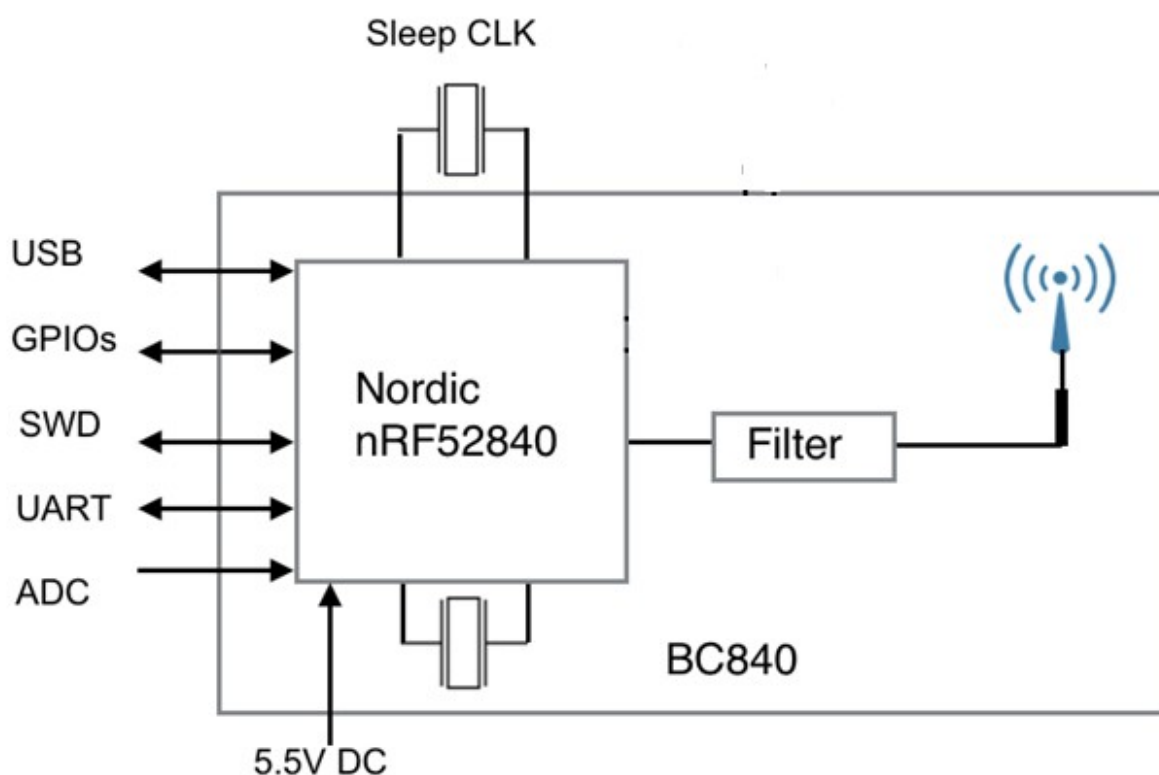 Sleep CLK
USB
GPIOs
SWD
UART
ADC
Nordic
nRF52840
Filter
BC840
5.5V DC